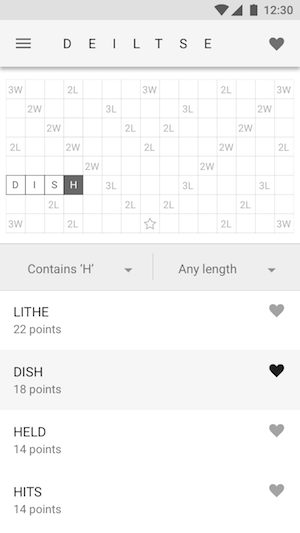 12:30
D E I L T S E
3W 2L 3W 2L 3W
2W 3L 3L 2W
2W 2L 2L 2W
2L 2W 2L 2W 2L
2W 2W
D I S H 3L 3L 3L 3L
2L 2L 2L 2L
3W 2L 2L 3W
Contains ‘H’ Any length
LITHE
22 points
DISH
18 points
HELD
14 points
HITS
14 points